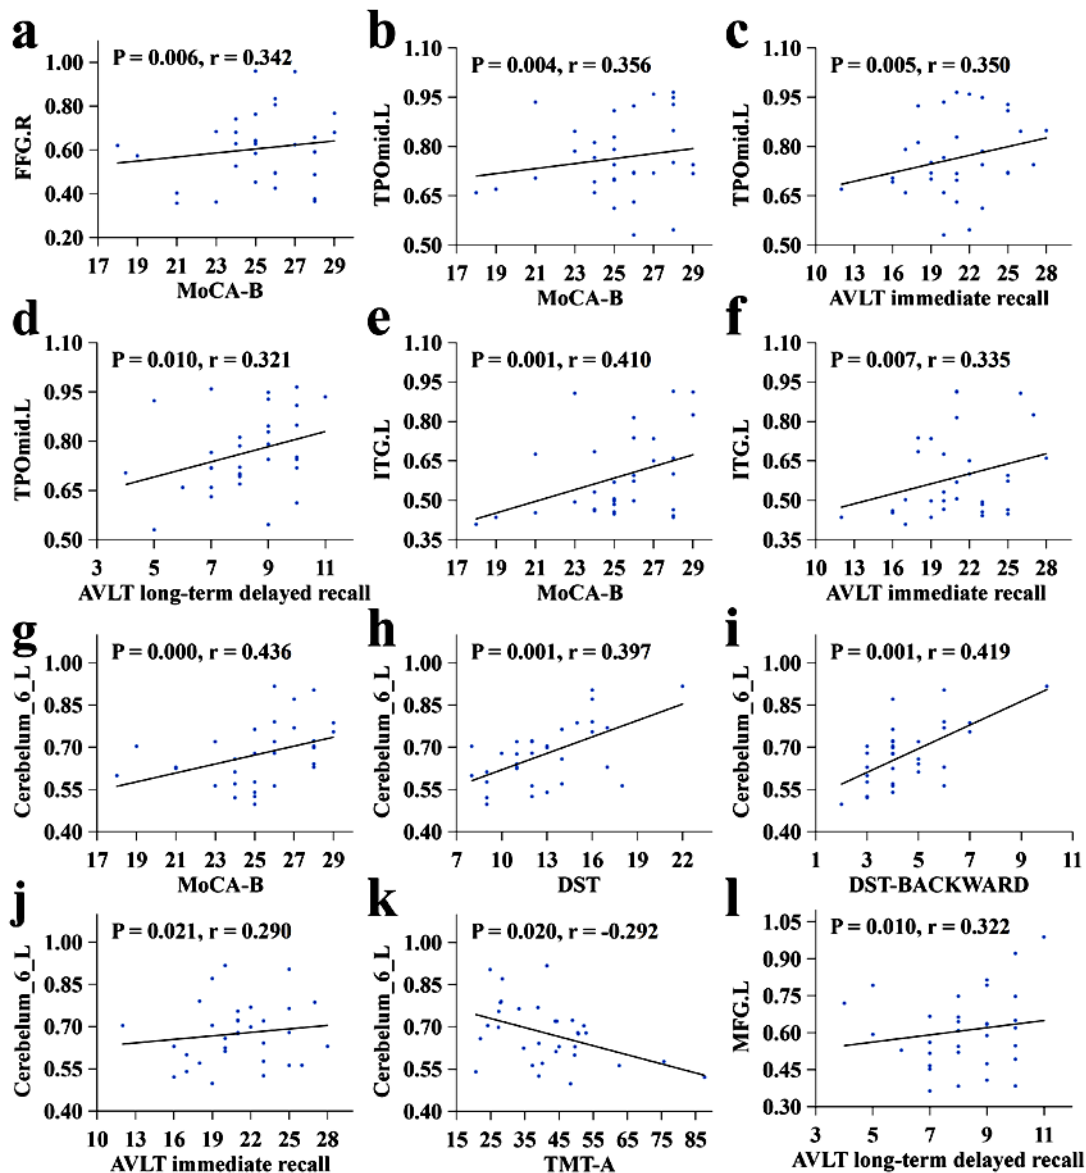 a
P = 0.006, r = 0.342
FFG.R
1.00
0.80
0.60
0.40
0.20
17 19 21 23 25 27 29
MoCA-B
b
P = 0.004, r = 0.356
TPOmid.L
1.10
0.95
0.80
0.65
0.50
17 19 21 23 25 27 29
MoCA-B
c
P = 0.005, r = 0.350
TPOmid.L
1.10
0.95
0.80
0.65
0.50
10 13 16 19 22 25 28
AVLT immediate recall
d
P = 0.010, r = 0.321
TPOmid.L
1.10
0.95
0.80
0.65
0.50
3 5 7 9 11
AVLT long-term delayed recall
e
P = 0.001, r = 0.410
ITG.L
1.10
0.95
0.80
0.65
0.50
0.35
17 19 21 23 25 27 29
MoCA-B
f
P = 0.007, r = 0.335
ITG.L
1.10
0.95
0.80
0.65
0.50
0.35
10 13 16 19 22 25 28
AVLT immediate recall
g
P = 0.000, r = 0.436
Cerebelum_6_L
1.00
0.85
0.70
0.55
0.40
17 19 21 23 25 27 29
MoCA-B
h
P = 0.001, r = 0.397
Cerebelum_6_L
1.00
0.85
0.70
0.55
0.40
7 10 13 16 19 22
DST
i
P = 0.001, r = 0.419
Cerebelum_6_L
1.00
0.85
0.70
0.55
0.40
1 3 5 7 9 11
DST-BACKWARD
j
P = 0.021, r = 0.290
Cerebelum_6_L
1.00
0.85
0.70
0.55
0.40
10 13 16 19 22 25 28
AVLT immediate recall
k
P = 0.020, r = -0.292
Cerebelum_6_L
1.00
0.85
0.70
0.55
0.40
15 25 35 45 55 65 75 85
TMT-A
l
P = 0.010, r = 0.322
MFG.L
1.05
0.90
0.75
0.60
0.45
0.30
3 5 7 9 11
AVLT long-term delayed recall